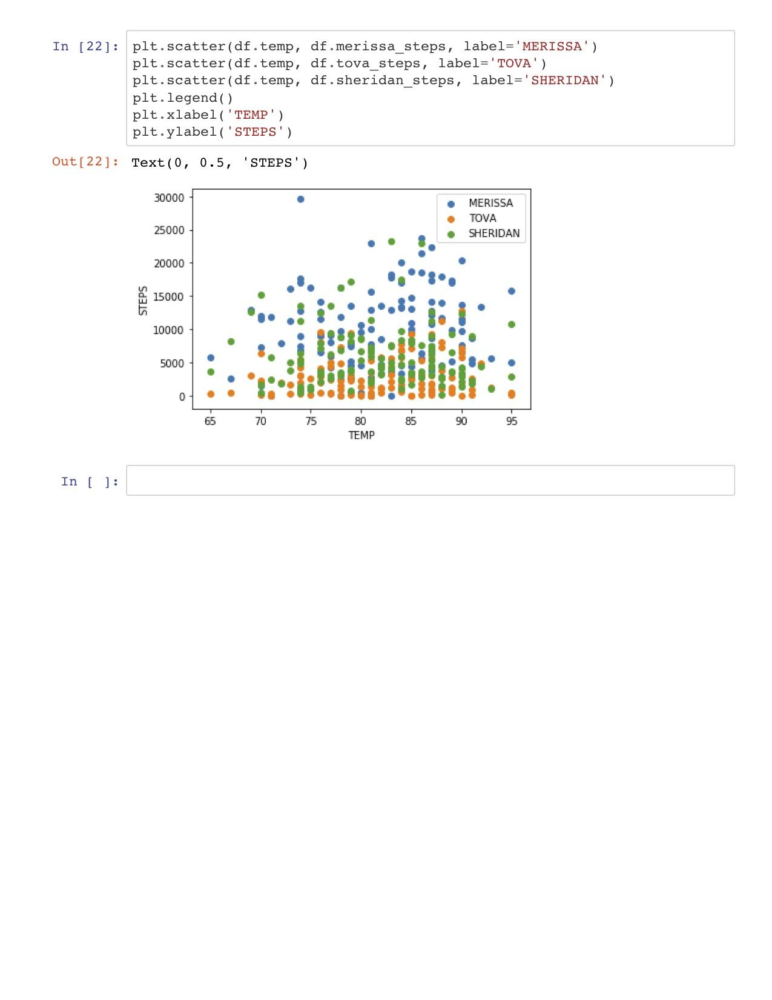 In [22]: plt.scatter(df.temp, df.merissa_steps, label='MERISSA')
plt.scatter(df.temp, df.tova_steps, label='TOVA')
plt.scatter(df.temp, df.sheridan_steps, label='SHERIDAN')
plt.legend()
plt.xlabel('TEMP')
plt.ylabel('STEPS')
Out[22]: Text(0, 0.5, 'STEPS')
30000
25000
20000
15000
10000
5000
0
STEPS
MERISSA
TOVA
SHERIDAN
65 70 75 80 85 90 95
TEMP
In [ ]: